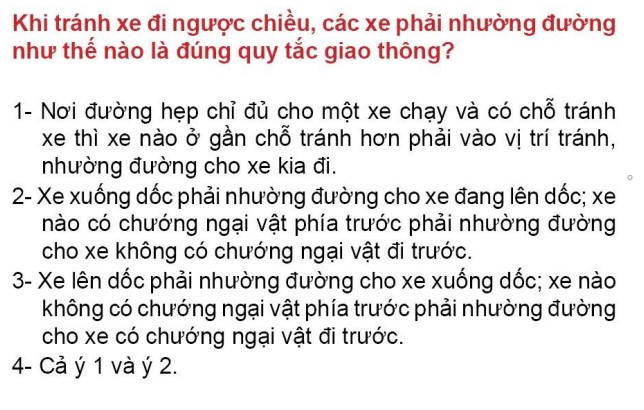 Khi tránh xe đi ngược chiều, các xe phải nhường đường
như thế nào là đúng quy tắc giao thông?
1- Nơi đường hẹp chỉ đủ cho một xe chạy và có chỗ tránh
xe thì xe nào ở gần chỗ tránh hơn phải vào vị trí tránh,
nhường đường cho xe kia đi.
2- Xe xuống dốc phải nhường đường cho xe đang lên dốc; xe
nào có chướng ngại vật phía trước phải nhường đường
cho xe không có chướng ngại vật đi trước.
3- Xe lên dốc phải nhường đường cho xe xuống dốc; xe nào
không có chướng ngại vật phía trước phải nhường đường
cho xe có chướng ngại vật đi trước.
4- Cả ý 1 và ý 2.